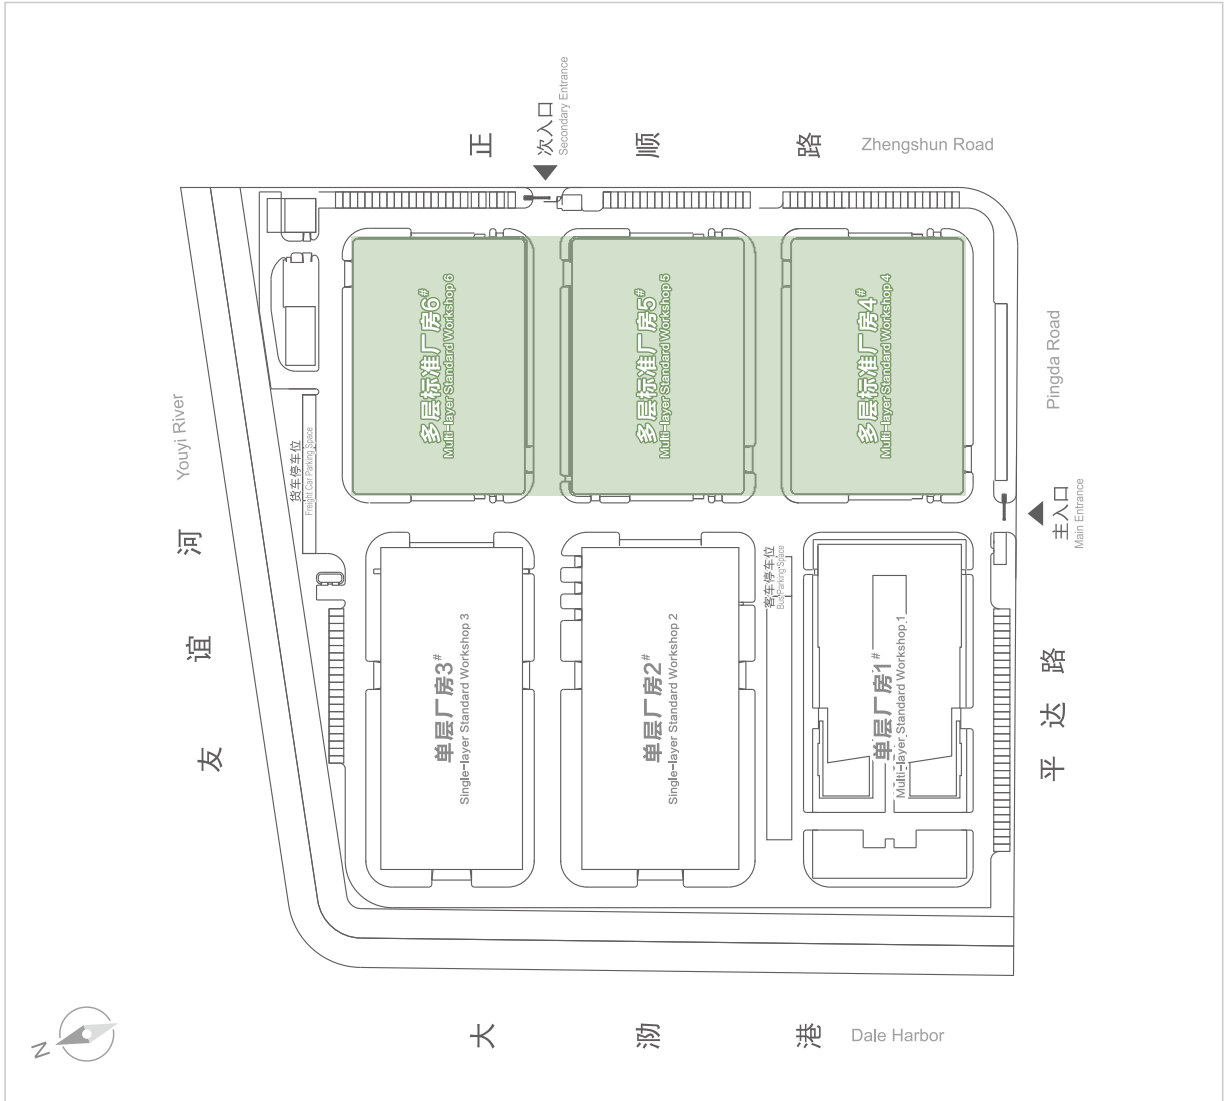 正 顺 路 Zhengshun Road
次入口
Secondary Entrance
多层标准厂房6#
Multi-layer Standard Workshop 6
多层标准厂房5#
Multi-layer Standard Workshop 5
多层标准厂房4#
Multi-layer Standard Workshop 4
Youyi River
友 谊 河
货车停车位
Freight Car Parking Space
Pingda Road
主入口
Main Entrance
平 达 路
单层厂房3#
Single-layer Standard Workshop 3
单层厂房2#
Single-layer Standard Workshop 2
客车停车位
Bus Parking Space
单层厂房1#
Multi-layer Standard Workshop 1
大 泐 港 Dale Harbor
N